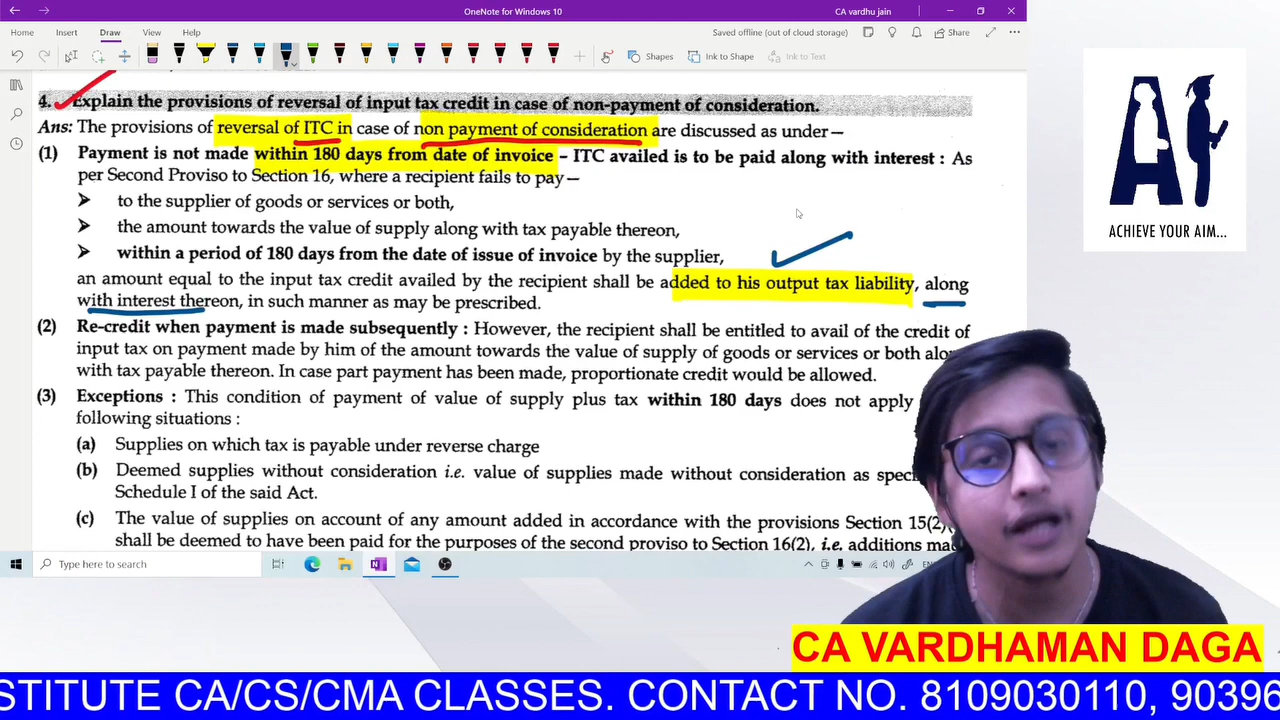 OneNote for Windows 10
CA vardhu jain
Home Insert Draw View Help
Saved offline (out of cloud storage)
Share
Shapes
Ink to Shape
Ink to Text
4. Explain the provisions of reversal of input tax credit in case of non-payment of consideration.
Ans: The provisions of reversal of ITC in case of non payment of consideration are discussed as under—
(1) Payment is not made within 180 days from date of invoice – ITC availed is to be paid along with interest : As
per Second Proviso to Section 16, where a recipient fails to pay—
to the supplier of goods or services or both,
the amount towards the value of supply along with tax payable thereon,
within a period of 180 days from the date of issue of invoice by the supplier,
an amount equal to the input tax credit availed by the recipient shall be added to his output tax liability, along
with interest thereon, in such manner as may be prescribed.
(2) Re-credit when payment is made subsequently : However, the recipient shall be entitled to avail of the credit of
input tax on payment made by him of the amount towards the value of supply of goods or services or both
with tax payable thereon. In case part payment has been made, proportionate credit would be allowed.
(3) Exceptions : This condition of payment of value of supply plus tax within 180 days does not apply
following situations :
(a) Supplies on which tax is payable under reverse charge
(b) Deemed supplies without consideration i.e. value of supplies made without consideration as
Schedule I of the said Act.
(c) The value of supplies on account of any amount added in accordance with the provisions Section 15(2)
shall be deemed to have been paid for the purposes of the second proviso to Section 16(2), i.e. additions
Type here to search
AI
ACHIEVE YOUR AIM...
CA VARDHAMAN DAGA
STITUTE CA/CS/CMA CLASSES. CONTACT NO. 8109030110, 90396